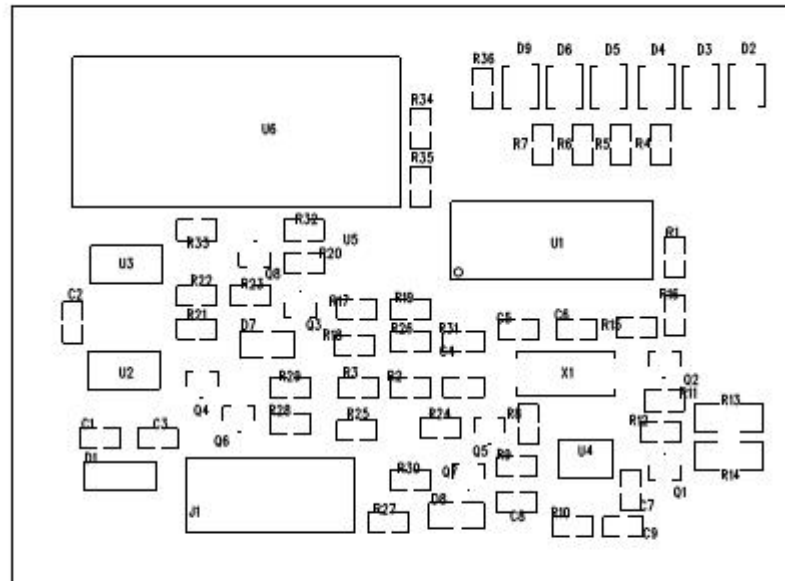 D9 D6 D5 D4 D3 D2
R36
R34
U6
R7 R6 R5 R4
R35
R32
R33
U5
U1
R1
R20
U3
Q8
R22
R23
C2
R16
R17
R19
R21
D7
Q3
C5
C6
R15
R18
R26
R31
C4
U2
X1
Q2
R29
R3
R2
R11
Q4
R13
Q6
R28
R25
R24
R8
R12
C1
C3
Q5
U4
D1
R9
Q7
R30
R14
Q1
D8
C7
J1
R27
C8
R10
C9